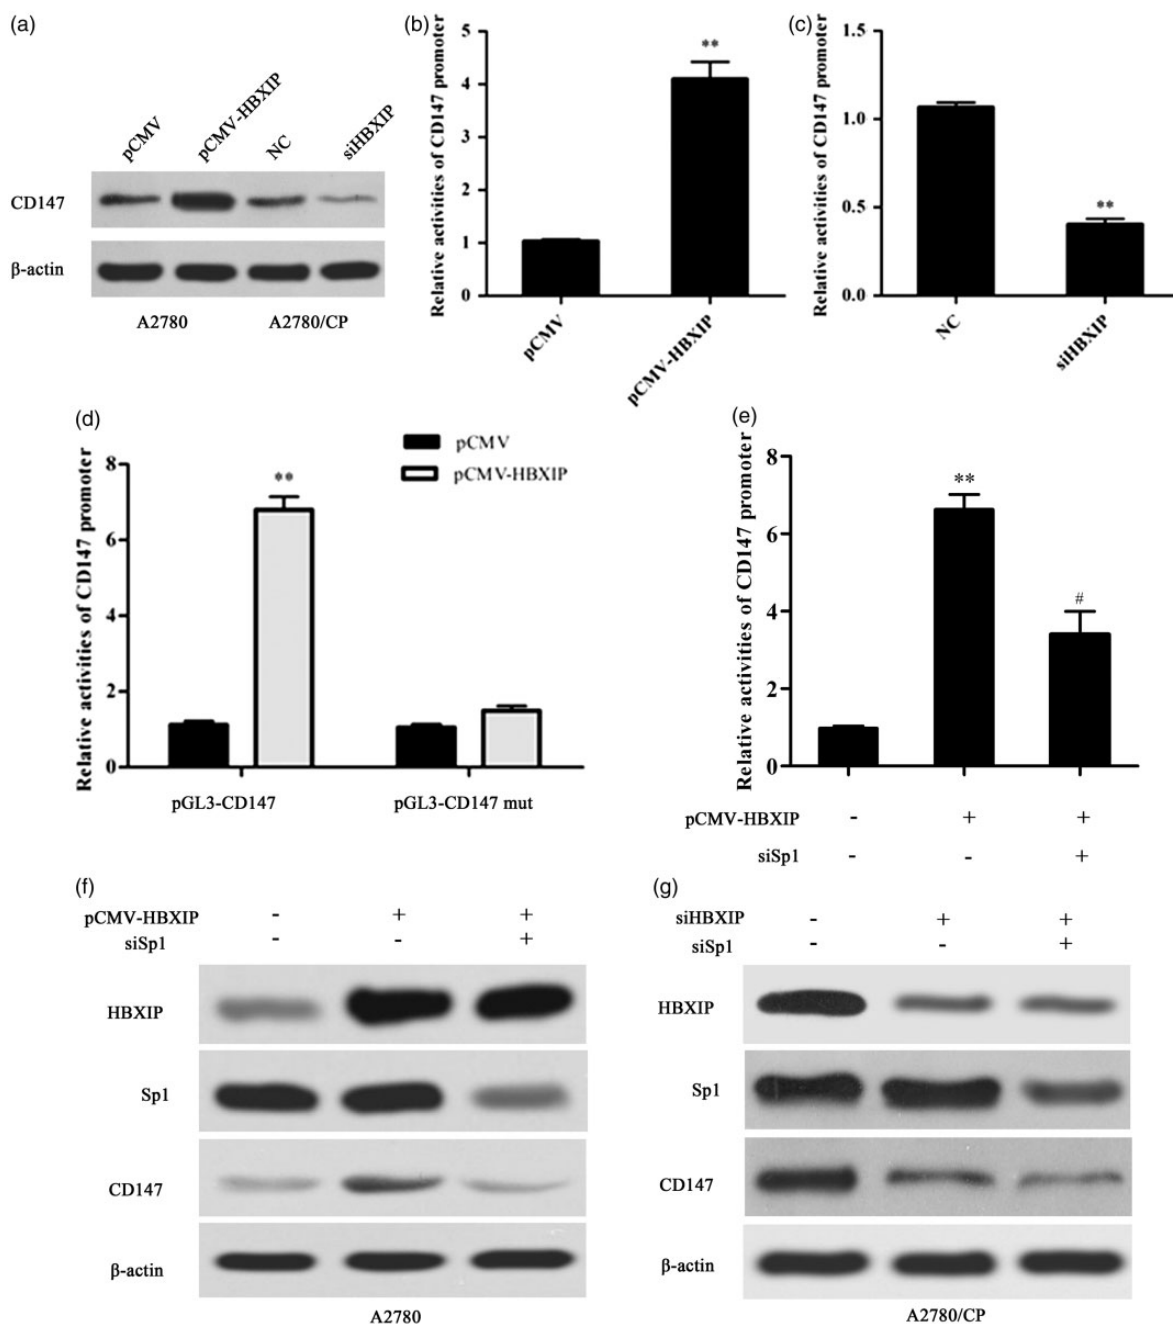 (a)
pCMV
pCMV-HBXIP
NC
siHBXIP
CD147
β-actin
A2780
A2780/CP
(b)
Relative activities of CD147 promoter
5
4
3
2
1
0
**
pCMV
pCMV-HBXIP
(c)
Relative activities of CD147 promoter
1.5
1.0
0.5
0.0
**
NC
siHBXIP
(d)
Relative activities of CD147 promoter
8
6
4
2
0
**
pCMV
pCMV-HBXIP
pGL3-CD147
pGL3-CD147 mut
(e)
Relative activities of CD147 promoter
8
6
4
2
0
**
#
pCMV-HBXIP - + +
siSp1 - - +
(f)
pCMV-HBXIP - + +
siSp1 - - +
HBXIP
Sp1
CD147
β-actin
A2780
(g)
siHBXIP - + +
siSp1 - - +
HBXIP
Sp1
CD147
β-actin
A2780/CP